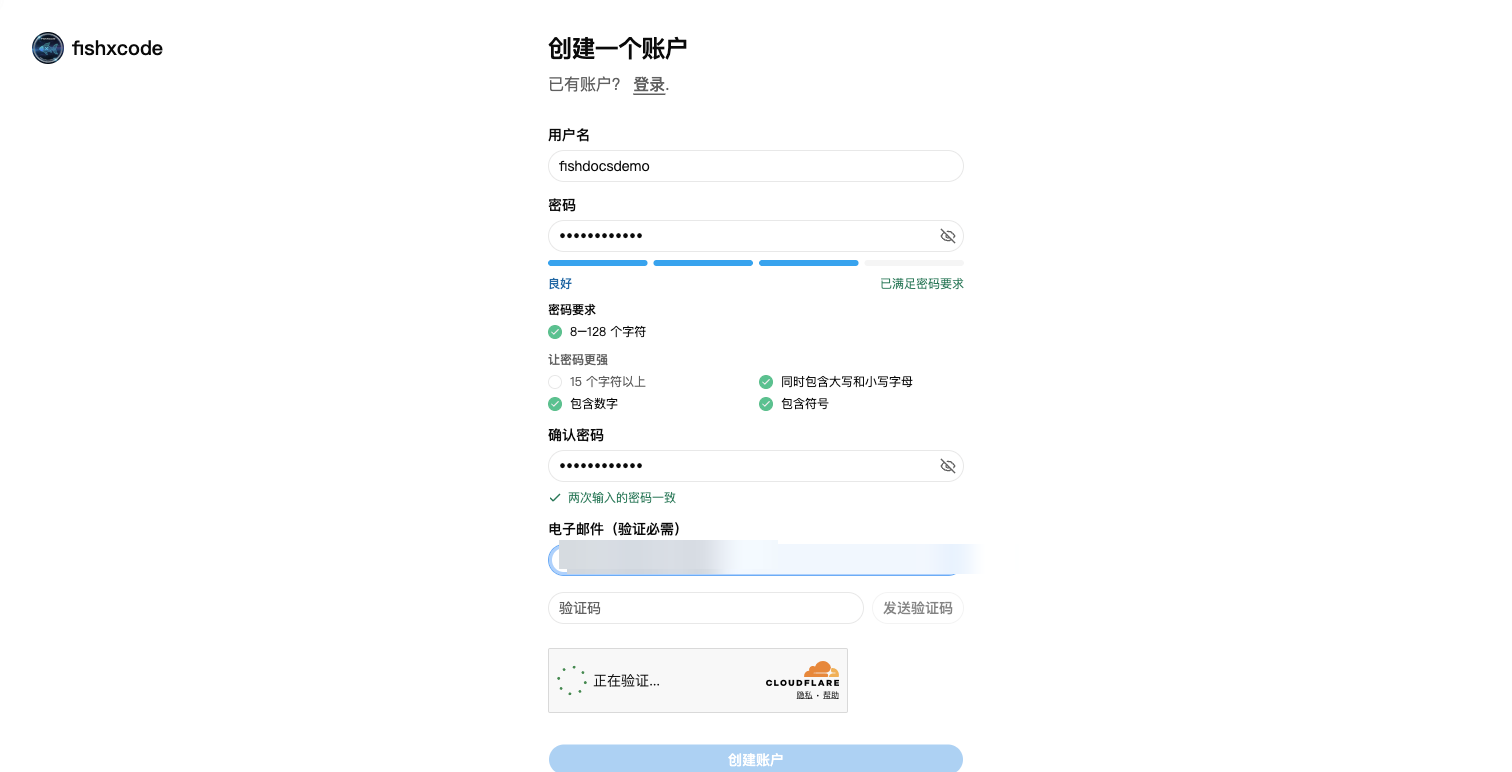 fishxcode
创建一个账户
已有账户? 登录.
用户名
fishdocsdemo
密码
••••••••••••
良好 已满足密码要求
密码要求
8–128 个字符
让密码更强
15 个字符以上 同时包含大写和小写字母
包含数字 包含符号
确认密码
••••••••••••
两次输入的密码一致
电子邮件（验证必需）
验证码 发送验证码
正在验证...
CLOUDFLARE
隐私 • 帮助
创建账户